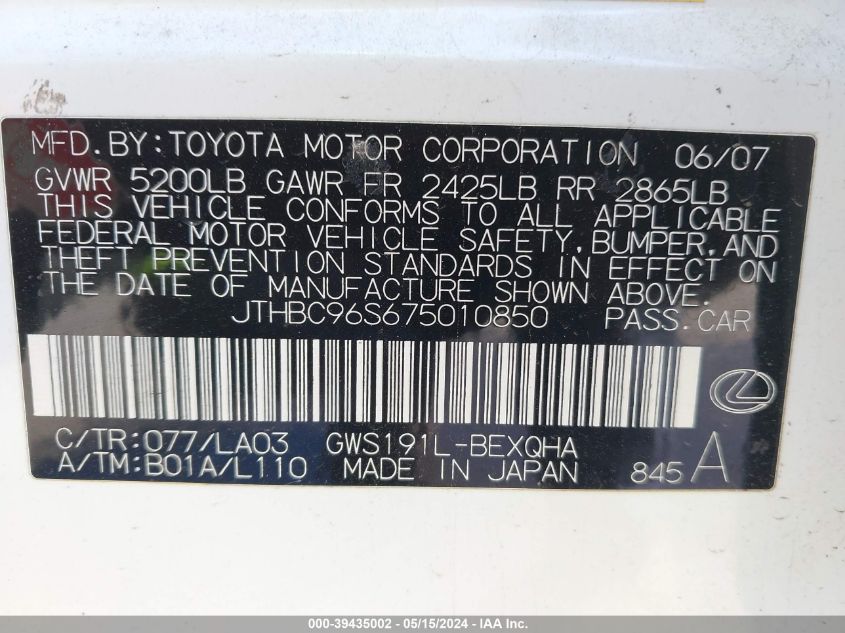 MFD. BY: TOYOTA MOTOR CORPORATION 06/07
GVWR 5200LB GAWR FR 2425LB RR 2865LB
THIS VEHICLE CONFORMS TO ALL APPLICABLE
FEDERAL MOTOR VEHICLE SAFETY, BUMPER, AND
THEFT PREVENTION STANDARDS IN EFFECT ON
THE DATE OF MANUFACTURE SHOWN ABOVE.
JTHBC96S675010850 PASS. CAR
C/TR: 077/LA03 GWS191L-BEXQHA
A/TM: B01A/L110 MADE IN JAPAN 845 A
000-39435002 - 05/15/2024 - IAA Inc.